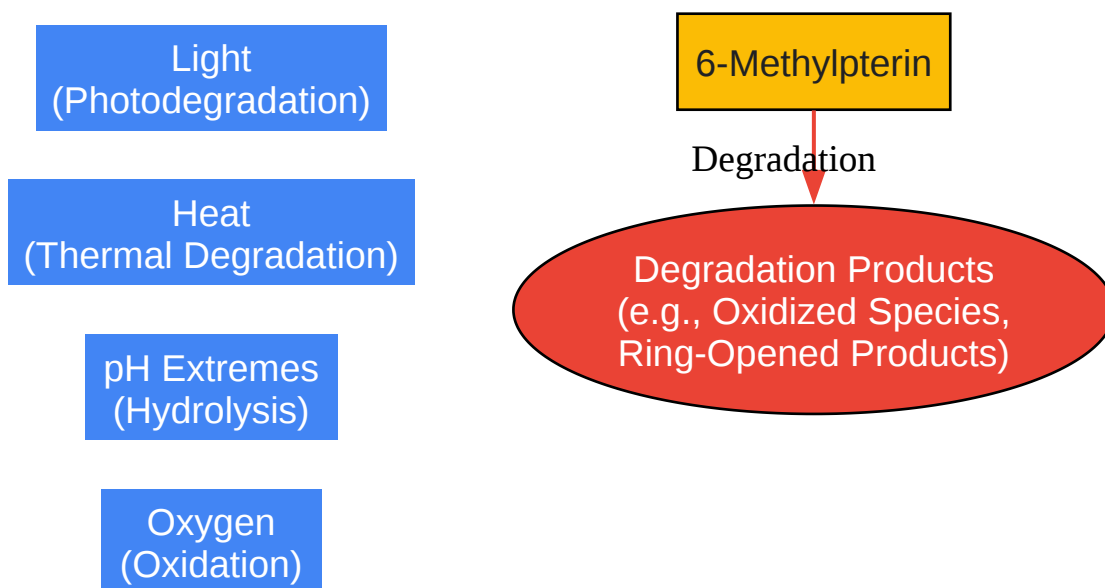 Light
(Photodegradation)
Heat
(Thermal Degradation)
pH Extremes
(Hydrolysis)
Oxygen
(Oxidation)
6-Methylpterin
Degradation
Degradation Products
(e.g., Oxidized Species,
Ring-Opened Products)